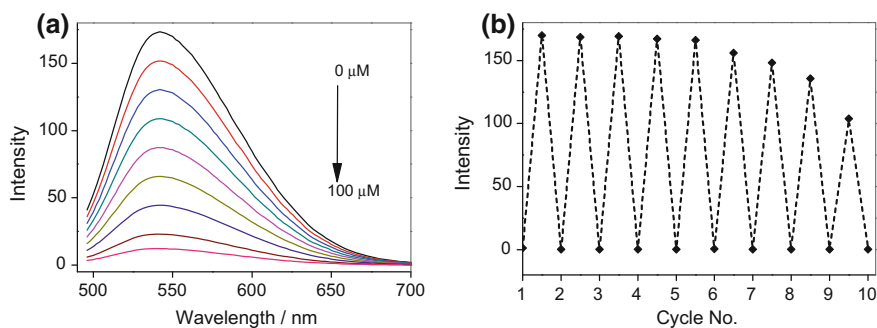 (a)
150
100
50
0
Intensity
0 μM
100 μM
500 550 600 650 700
Wavelength / nm
(b)
150
100
50
0
Intensity
1 2 3 4 5 6 7 8 9 10
Cycle No.